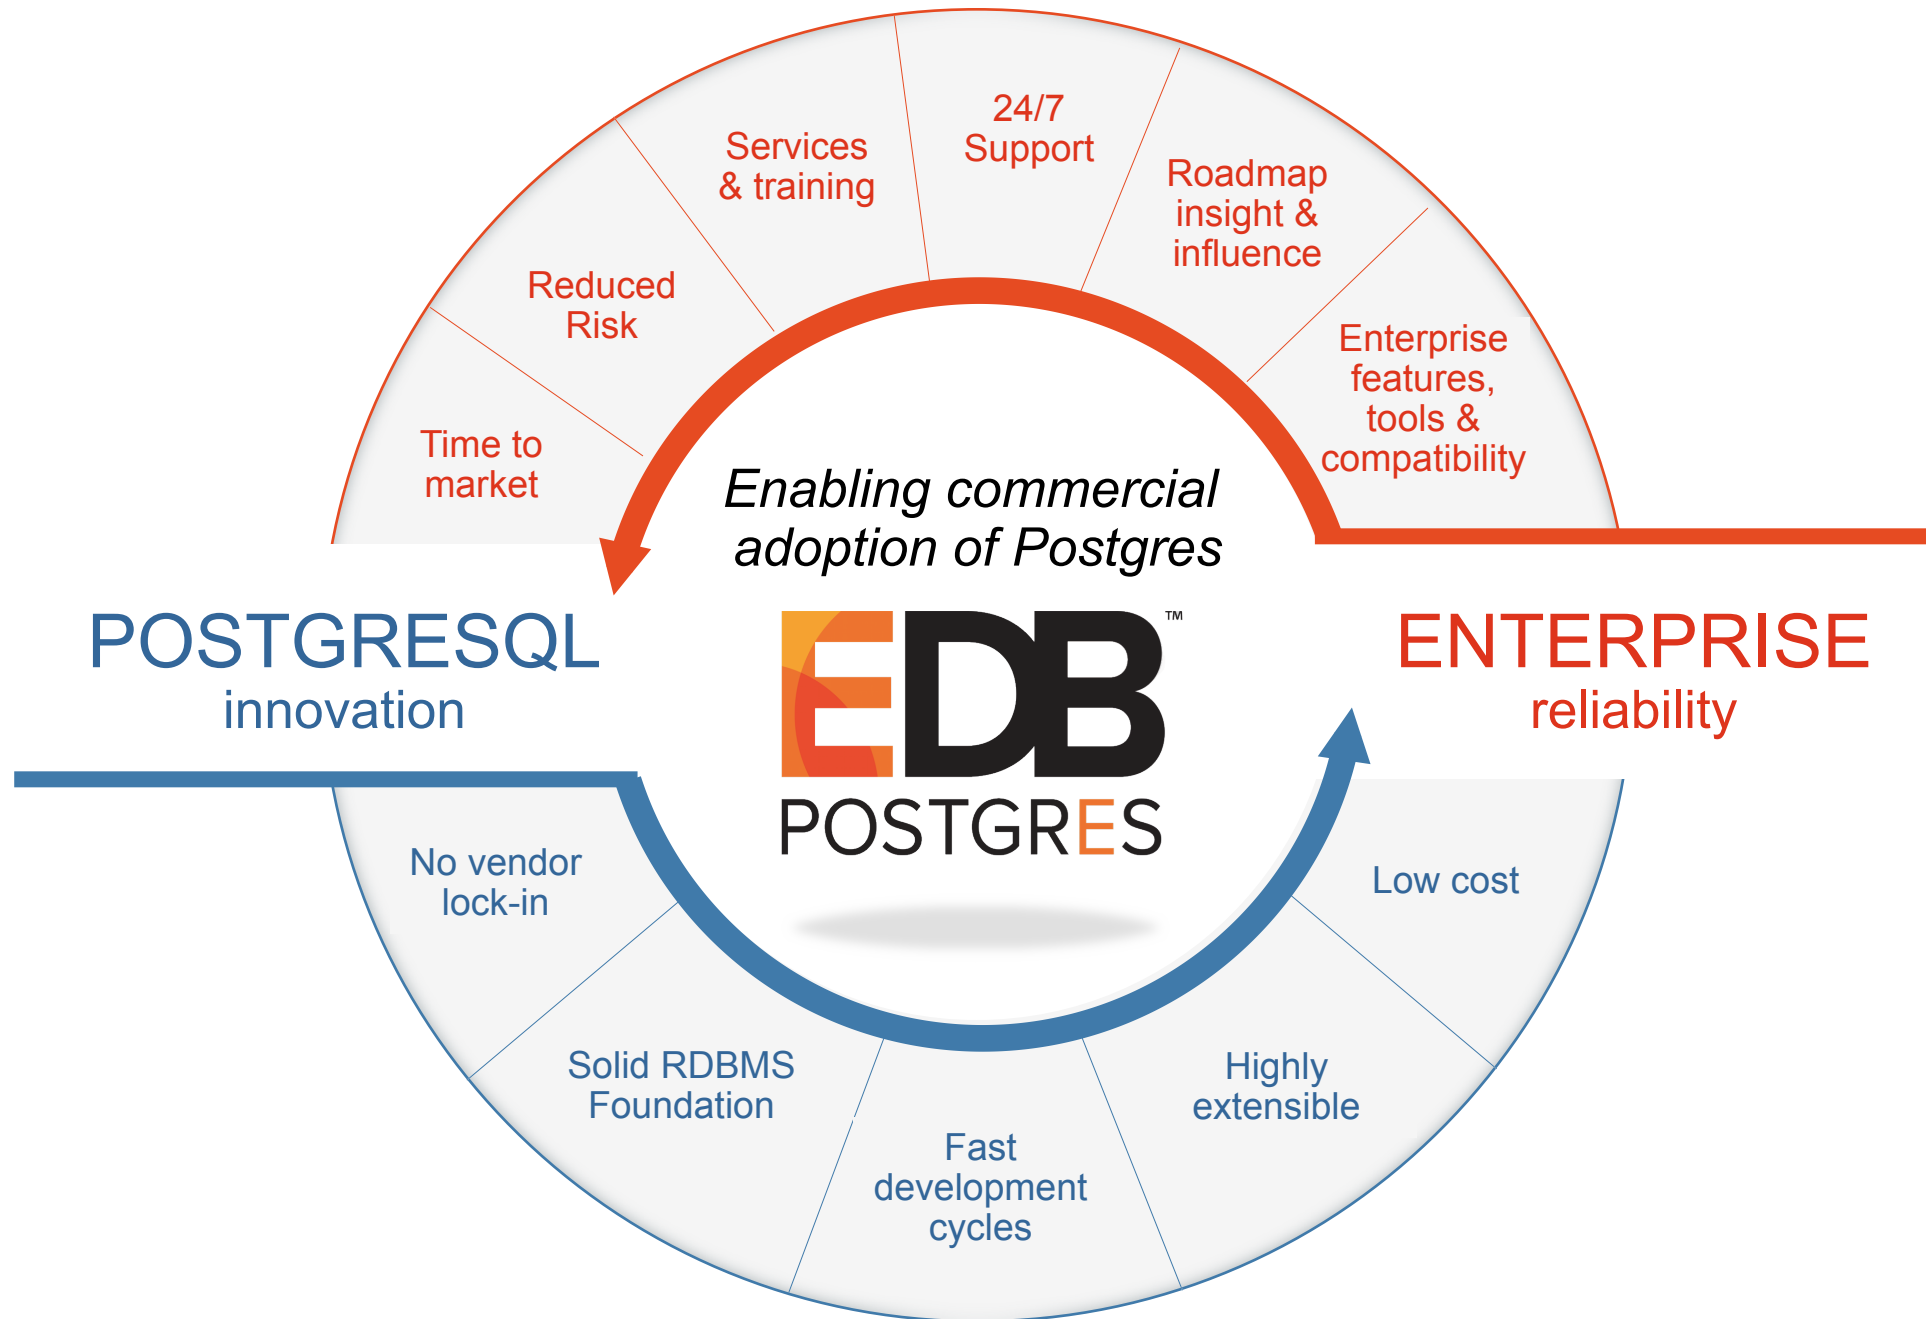 24/7
Support
Services
& training
Roadmap
insight &
influence
Reduced
Risk
Enterprise
features,
tools &
compatibility
Time to
market
Enabling commercial
adoption of Postgres
POSTGRESQL
innovation
EDB™
POSTGRES
ENTERPRISE
reliability
No vendor
lock-in
Low cost
Solid RDBMS
Foundation
Highly
extensible
Fast
development
cycles